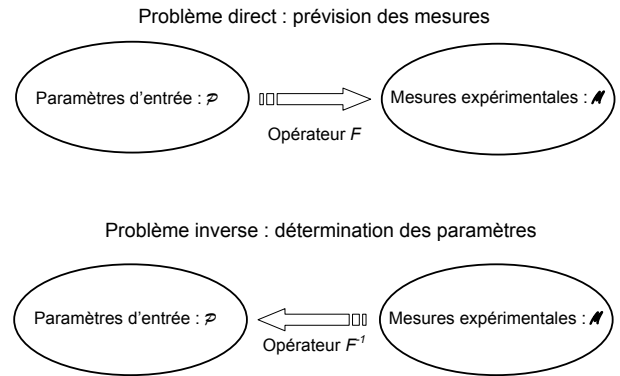 Problème direct : prévision des mesures
Paramètres d'entrée : P
Mesures expérimentales : M
Opérateur F
Problème inverse : détermination des paramètres
Paramètres d'entrée : P
Mesures expérimentales : M
Opérateur F⁻¹